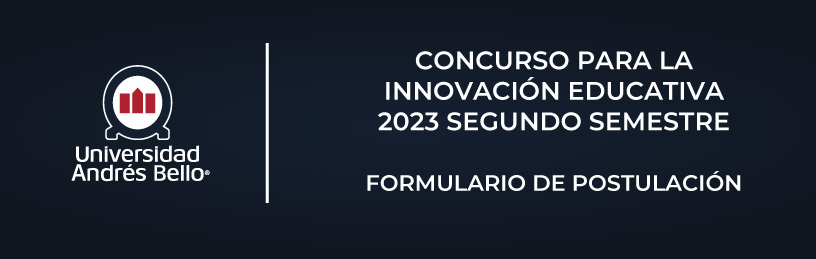 Universidad
Andrés Bello®
CONCURSO PARA LA
INNOVACIÓN EDUCATIVA
2023 SEGUNDO SEMESTRE
FORMULARIO DE POSTULACIÓN